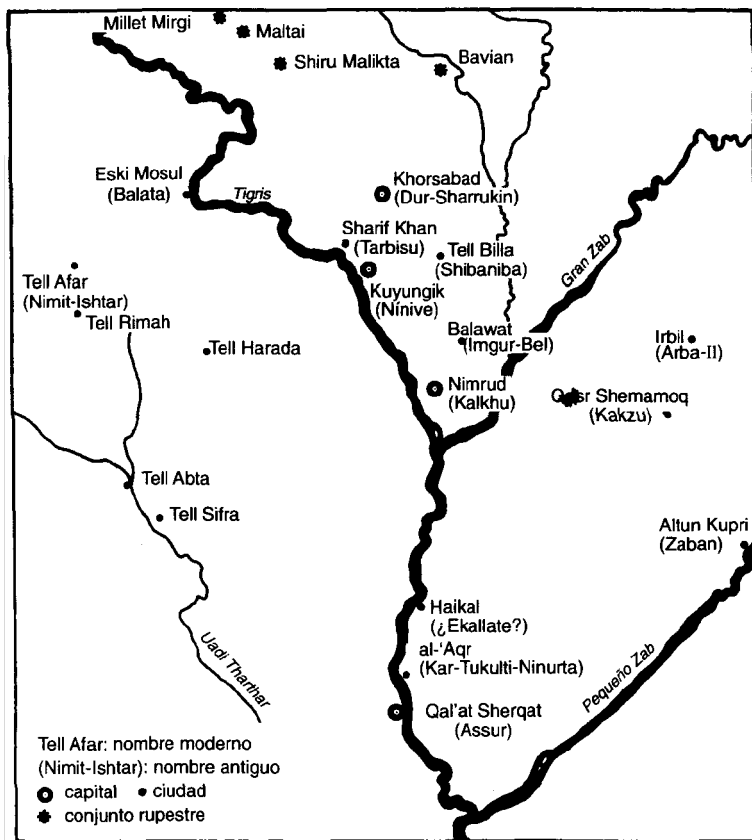 Millet Mirgi
Maltai
Shiru Malikta
Bavian
Eski Mosul
(Balata)
Tigris
Khorsabad
(Dur-Sharrukin)
Sharif Khan
(Tarbisu)
Tell Billa
(Shibaniba)
Gran Zab
Tell Afar
(Nimit-Ishtar)
Tell Rimah
Kuyungik
(Nínive)
Tell Harada
Balawat
(Imgur-Bel)
Irbil
(Arba-II)
Nimrud
(Kalkhu)
Shemamoq
(Kakzu)
Tell Abta
Tell Sifra
Altun Kupri
(Zaban)
Haikal
(¿Ekallate?)
al-'Aqr
(Kar-Tukulti-Ninurta)
Uadi Tharthar
Pequeño Zab
Qal'at Sherqat
(Assur)
Tell Afar: nombre moderno
(Nimit-Ishtar): nombre antiguo
capital ciudad
conjunto rupestre